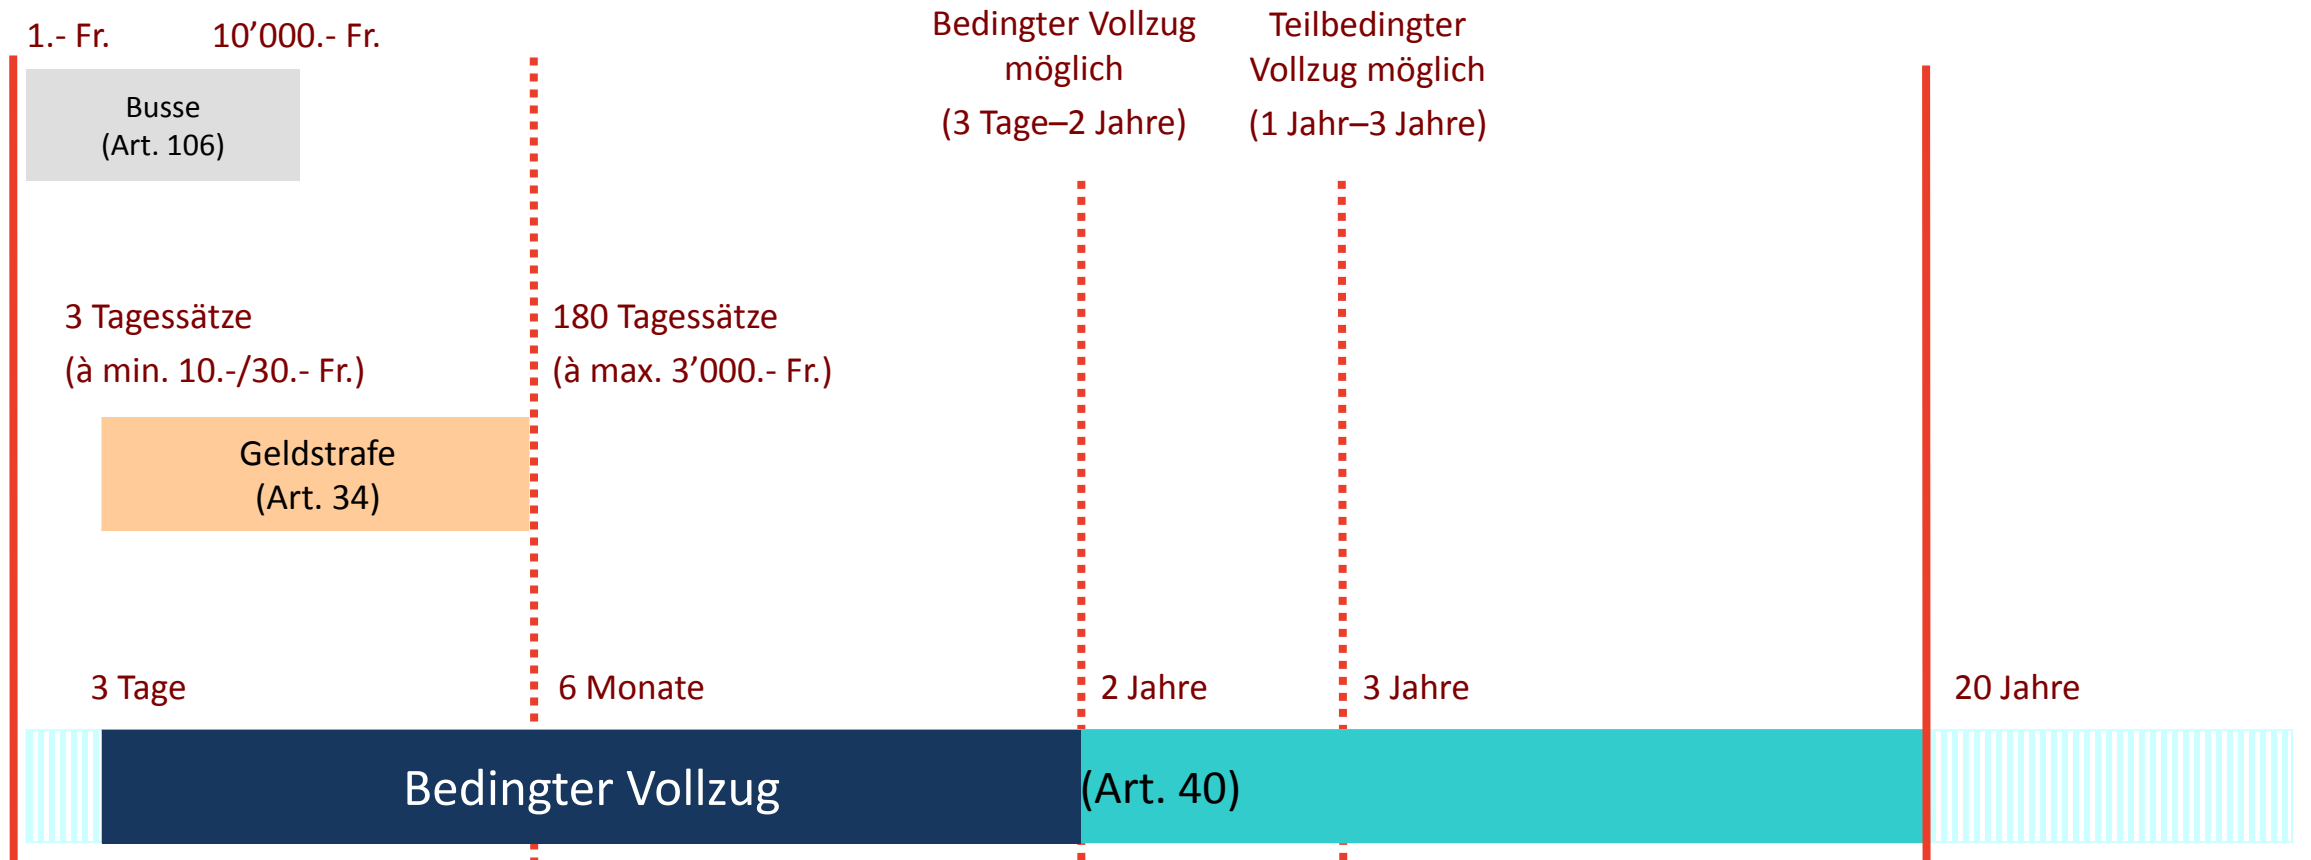 1.- Fr.
10’000.- Fr.
Bedingter Vollzug
möglich
(3 Tage–2 Jahre)
Teilbedingter
Vollzug möglich
(1 Jahr–3 Jahre)
Busse
(Art. 106)
3 Tagessätze
(à min. 10.-/30.- Fr.)
180 Tagessätze
(à max. 3’000.- Fr.)
Geldstrafe
(Art. 34)
3 Tage
6 Monate
2 Jahre
3 Jahre
20 Jahre
Bedingter Vollzug
(Art. 40)